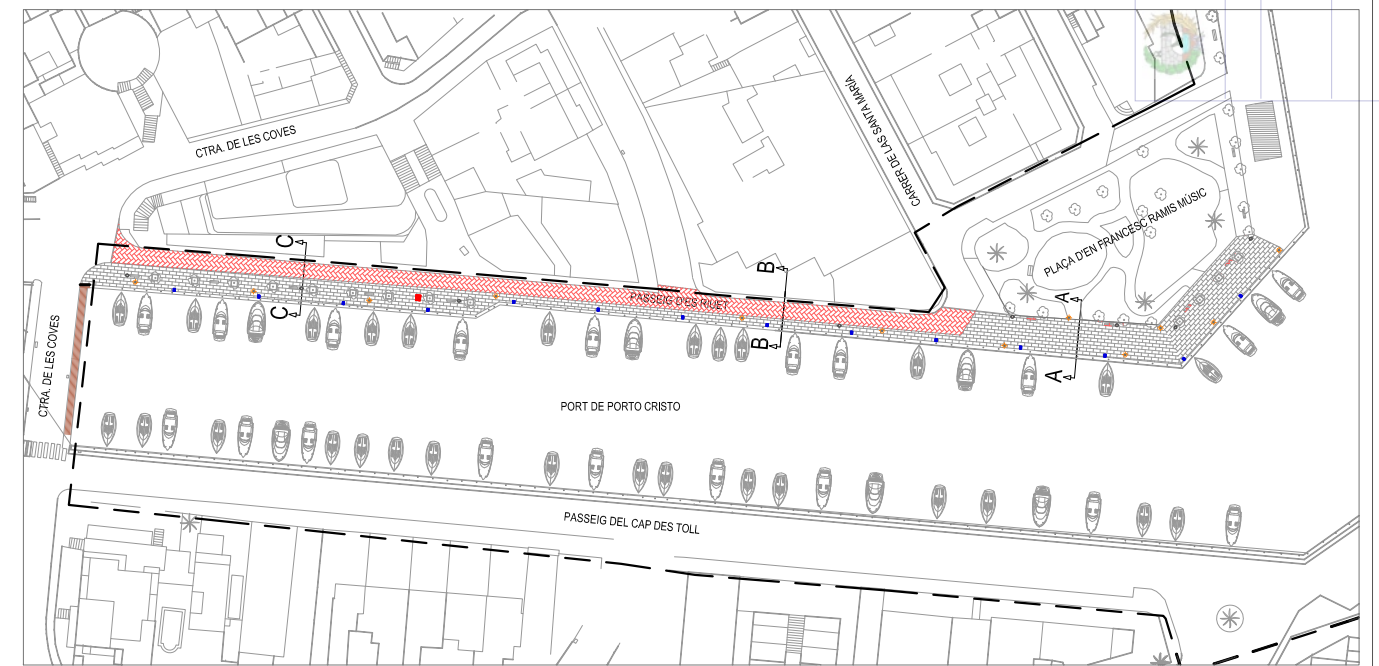 CTRA. DE LES COVES
CARRER DE LAS SANTA MARÍA
PLAÇA D'EN FRANCESC RAMIS MÚSIC
C
C
B
B
A
A
PASSEIG D'ES RIUET
CTRA. DE LES COVES
PORT DE PORTO CRISTO
PASSEIG DEL CAP DES TOLL